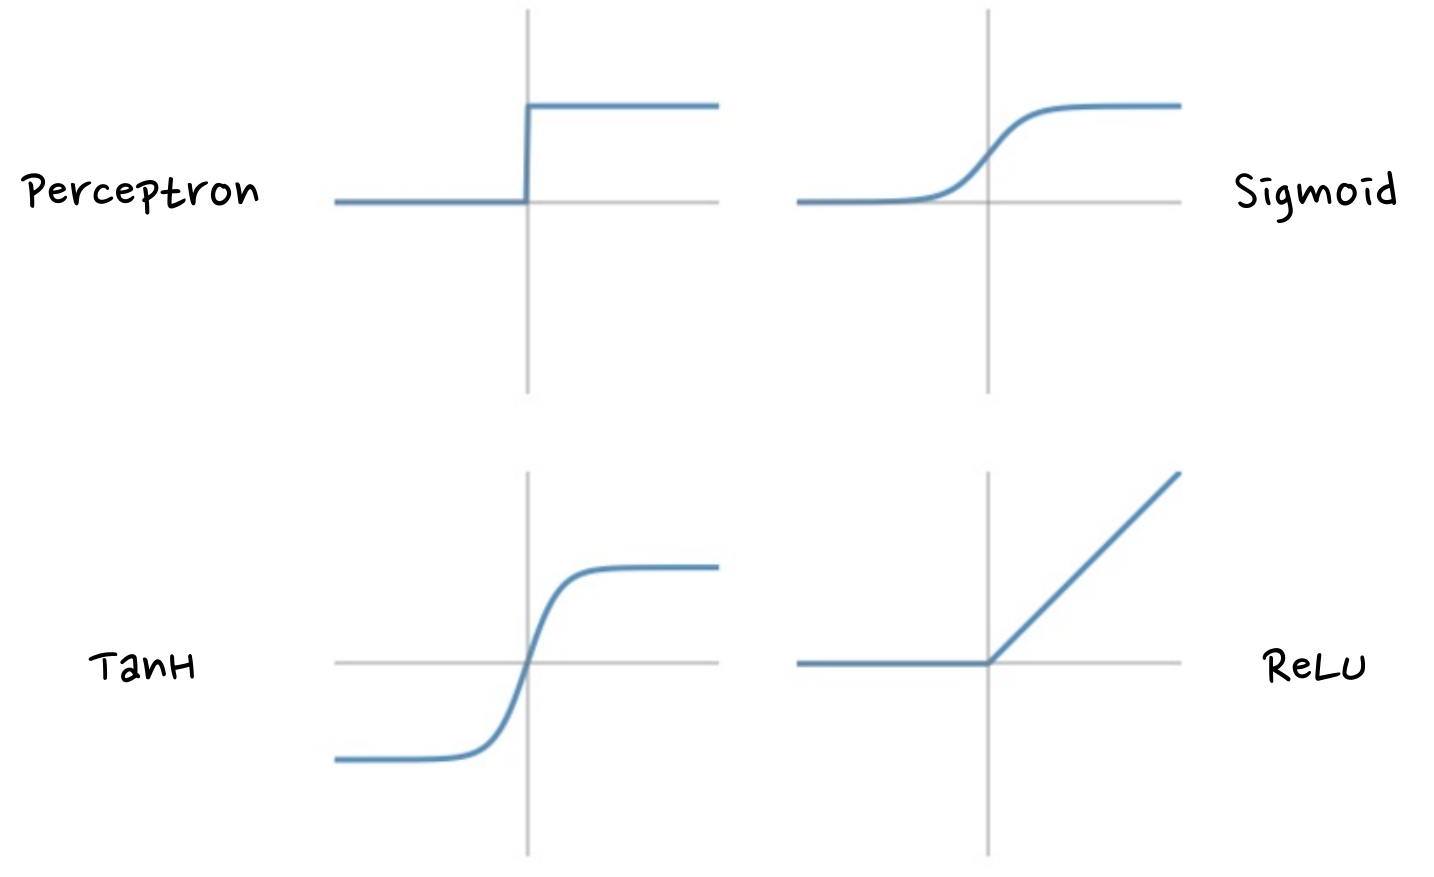 Perceptron
Sigmoid
TanH
ReLU